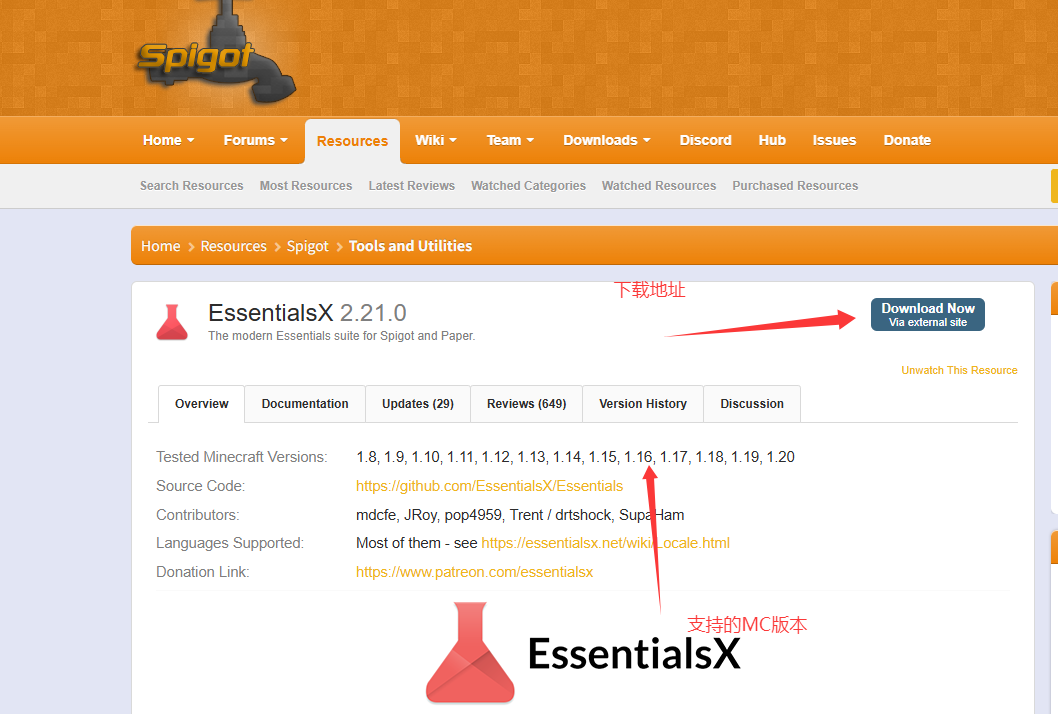 Spigot
Home Forums Resources Wiki Team Downloads Discord Hub Issues Donate
Search Resources Most Resources Latest Reviews Watched Categories Watched Resources Purchased Resources
Home > Resources > Spigot > Tools and Utilities
下载地址
EssentialsX 2.21.0
Download Now
Via external site
The modern Essentials suite for Spigot and Paper.
Unwatch This Resource
Overview Documentation Updates (29) Reviews (649) Version History Discussion
Tested Minecraft Versions: 1.8, 1.9, 1.10, 1.11, 1.12, 1.13, 1.14, 1.15, 1.16, 1.17, 1.18, 1.19, 1.20
Source Code: https://github.com/EssentialsX/Essentials
Contributors: mdcfe, JRoy, pop4959, Trent / drtshock, SupaHam
Languages Supported: Most of them - see https://essentialsx.net/wiki/Locale.html
Donation Link: https://www.patreon.com/essentialsx
支持的MC版本
EssentialsX